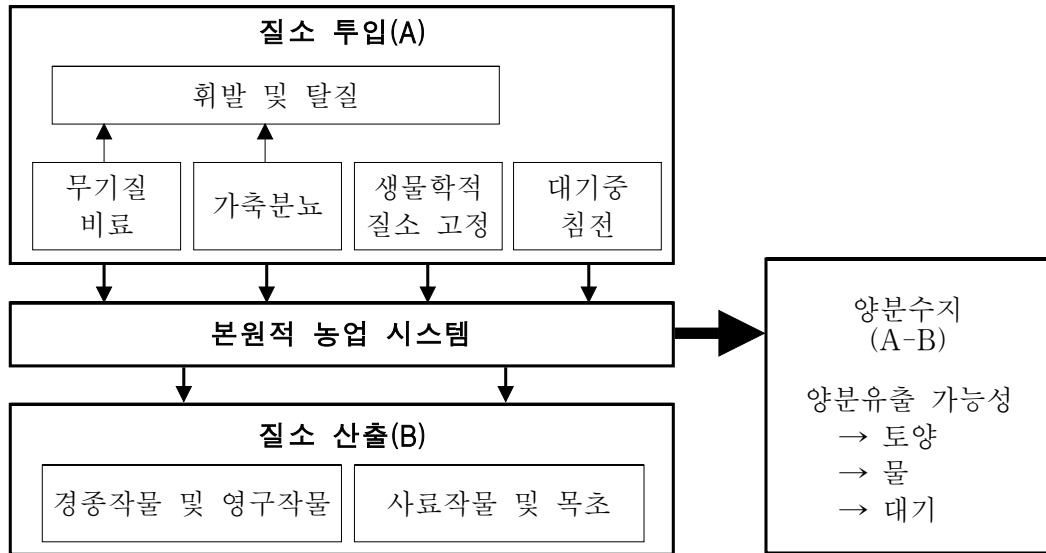 질소 투입(A)
휘발 및 탈질
무기질
비료
가축분뇨
생물학적
질소 고정
대기중
침전
본원적 농업 시스템
질소 산출(B)
경종작물 및 영구작물
사료작물 및 목초
양분수지
(A-B)
양분유출 가능성
→ 토양
→ 물
→ 대기